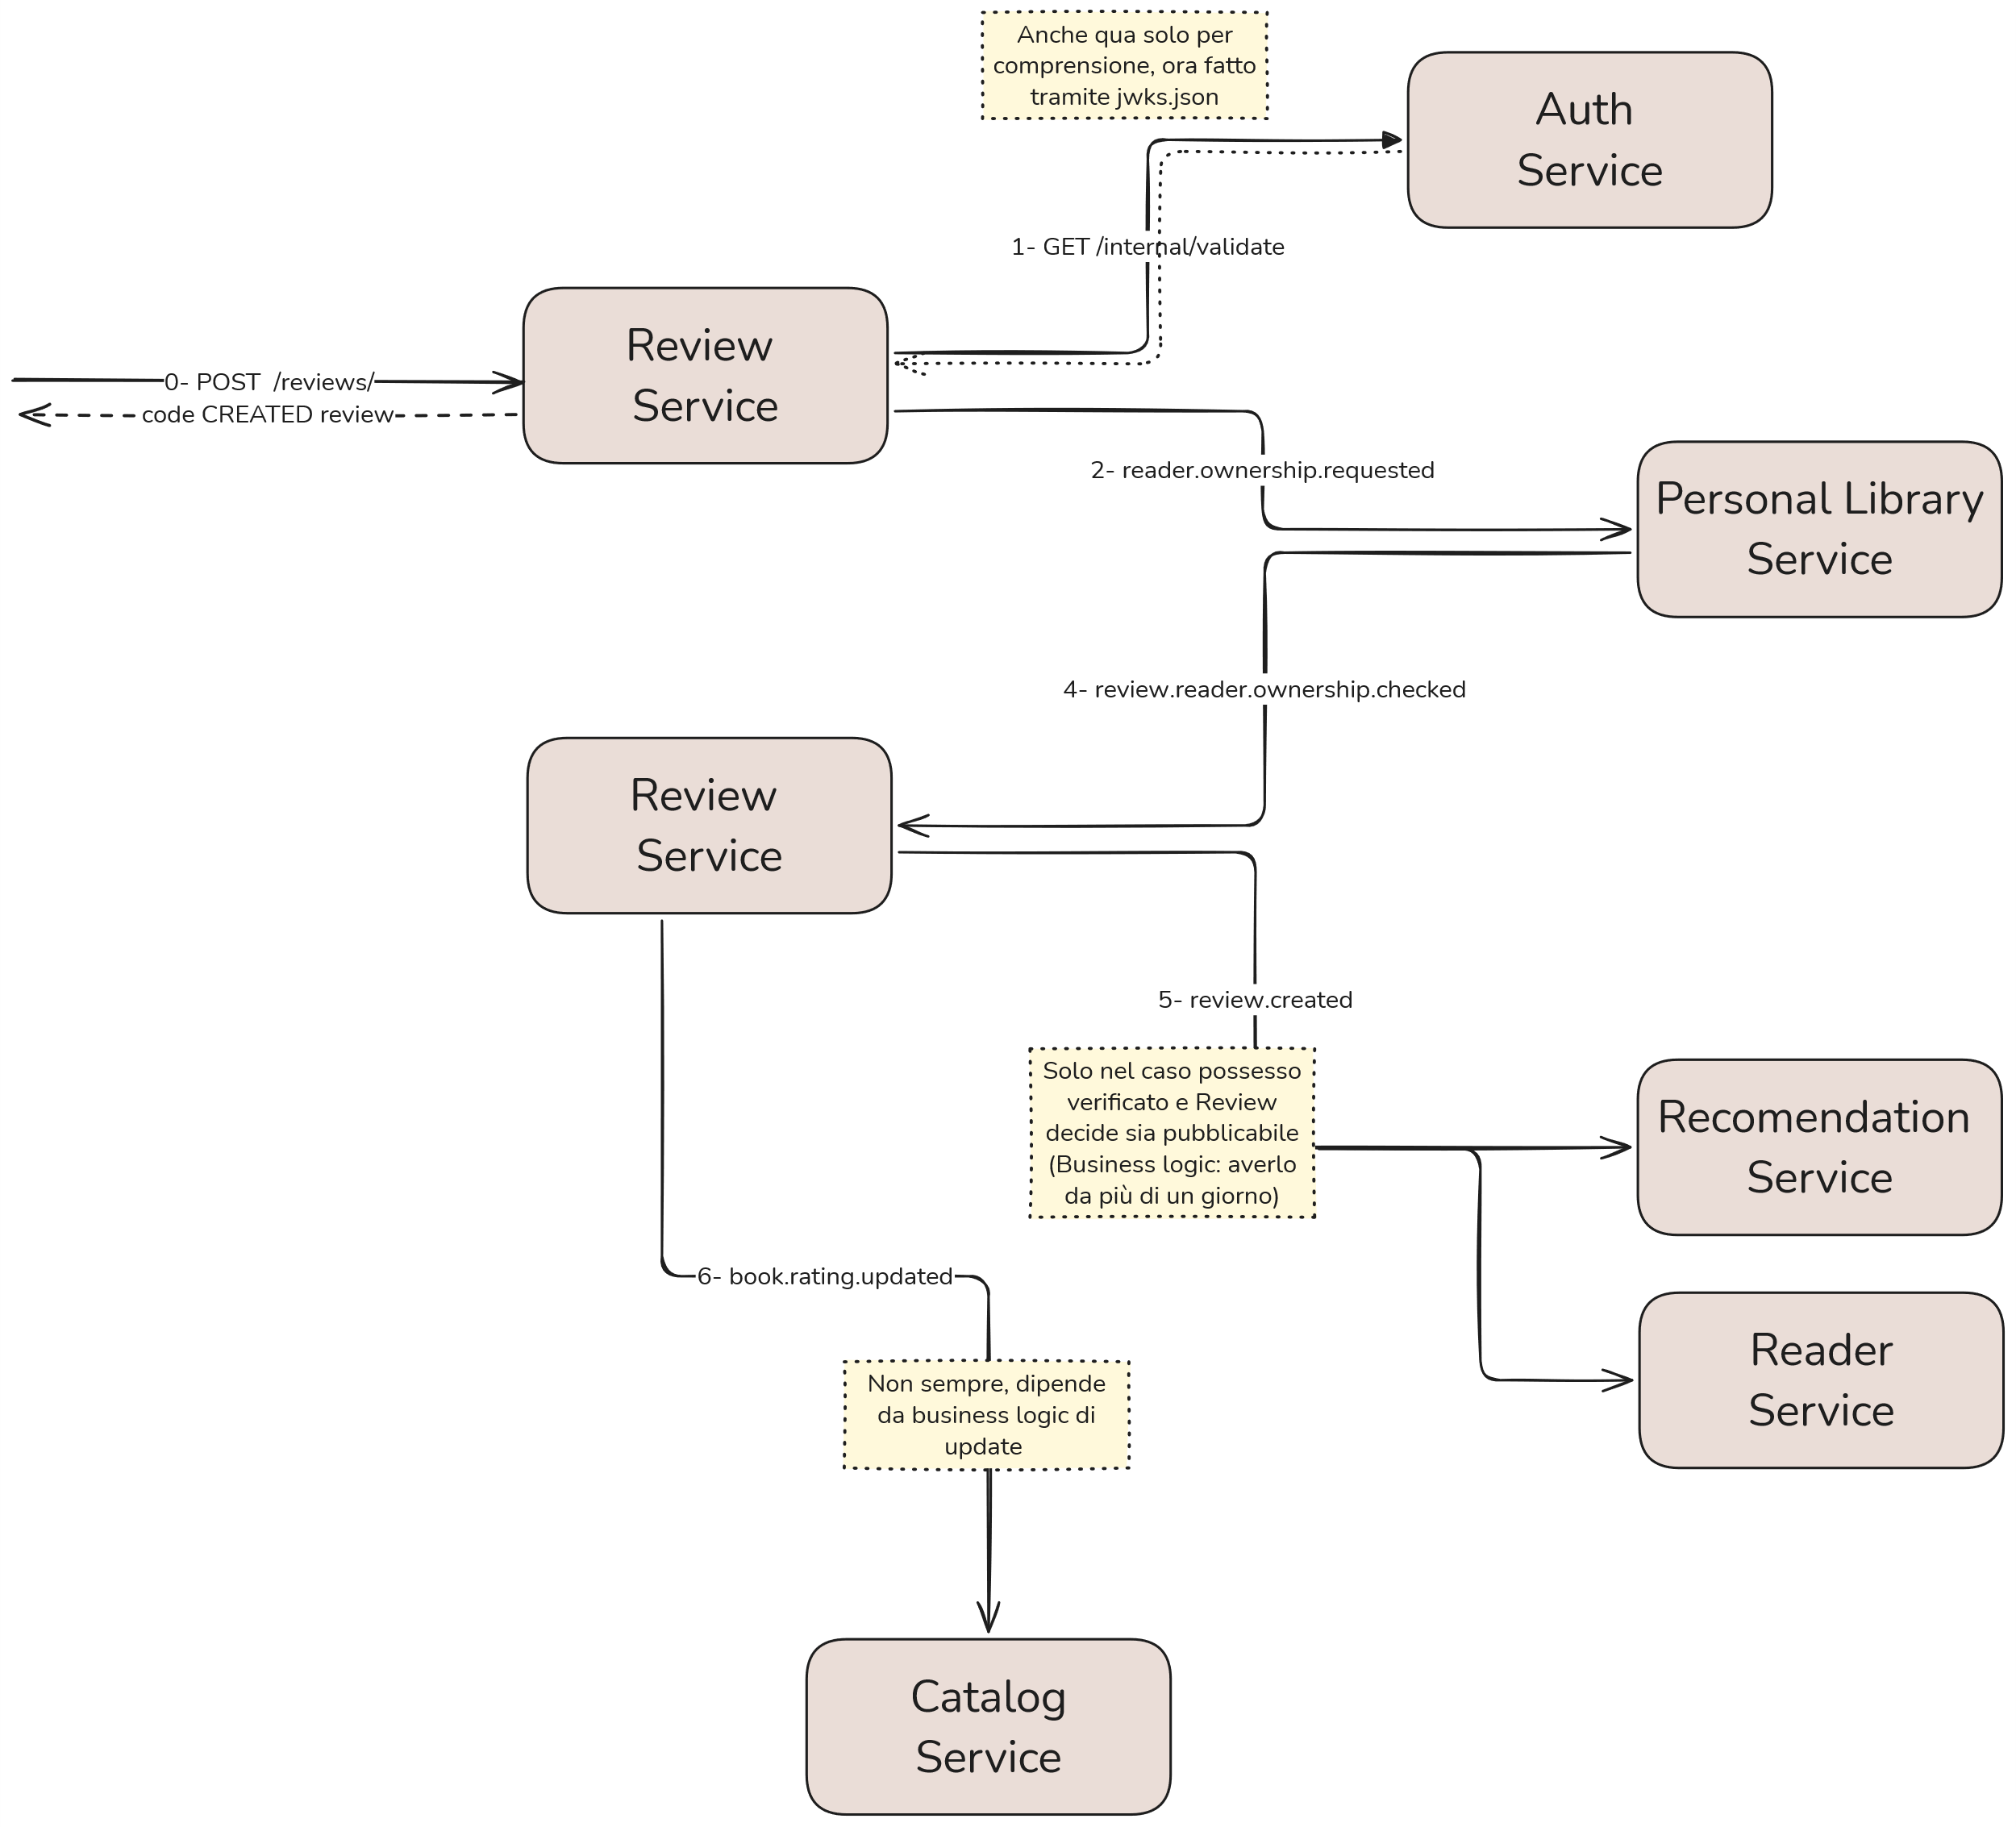 Anche qua solo per
comprensione, ora fatto
tramite jwks.json
Auth
Service
1- GET /internal/validate
Review
Service
0- POST  /reviews/
code CREATED review
2- reader.ownership.requested
Personal Library
Service
4- review.reader.ownership.checked
Review
Service
5- review.created
Solo nel caso possesso
verificato e Review
decide sia pubblicabile
(Business logic: averlo
da più di un giorno)
Recomendation
Service
6- book.rating.updated
Reader
Service
Non sempre, dipende
da business logic di
update
Catalog
Service